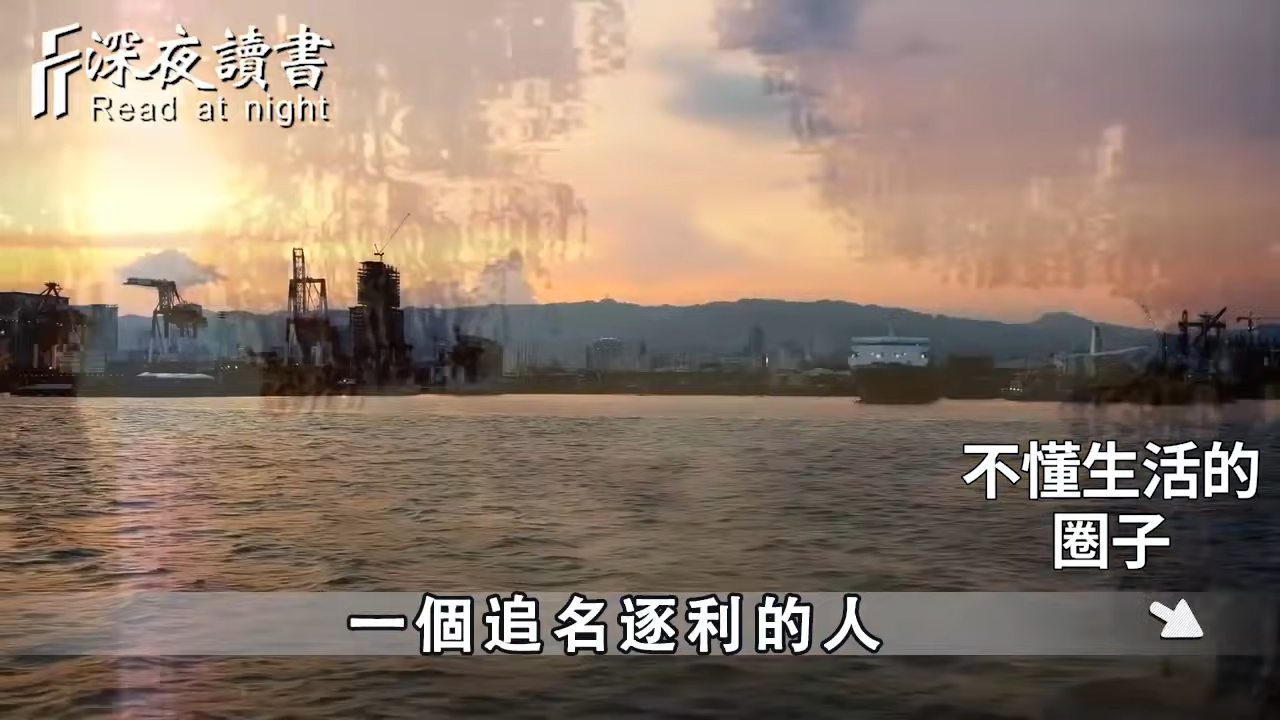 深夜讀書
Read at night
不懂生活的
圈子
一個追名逐利的人